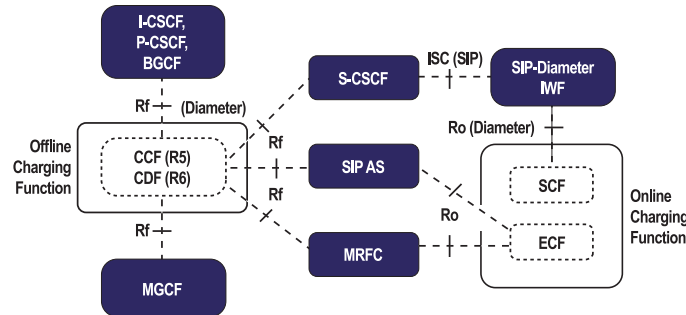 I-CSCF,
P-CSCF,
BGCF
Rf
(Diameter)
S-CSCF
ISC (SIP)
SIP-Diameter
IWF
Ro (Diameter)
Offline
Charging
Function
CCF (R5)
CDF (R6)
Rf
Rf
Rf
SIP AS
Ro
SCF
ECF
Online
Charging
Function
Rf
MRFC
MGCF